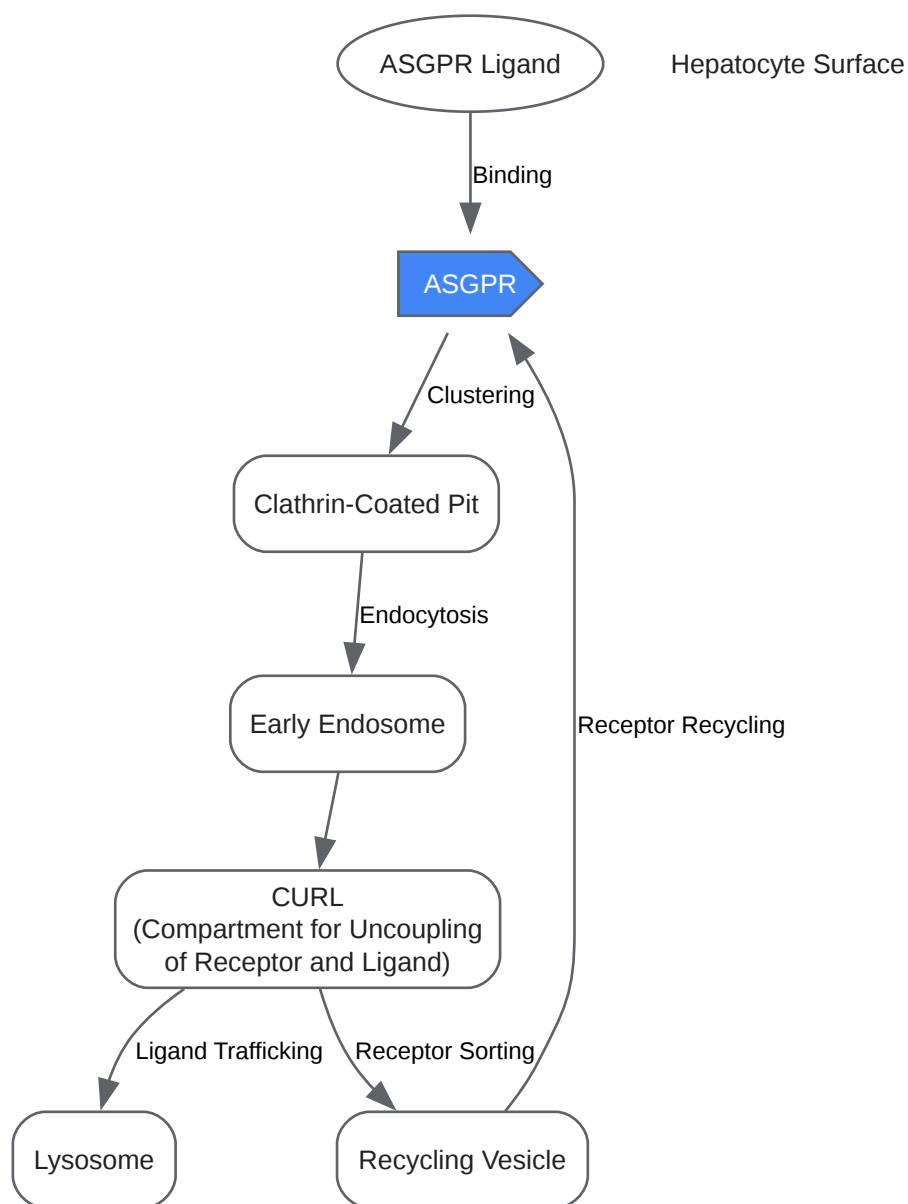 ASGPR Ligand
Hepatocyte Surface
Binding
ASGPR
Clustering
Clathrin-Coated Pit
Endocytosis
Early Endosome
Receptor Recycling
CURL
(Compartment for Uncoupling
of Receptor and Ligand)
Ligand Trafficking
Receptor Sorting
Lysosome
Recycling Vesicle